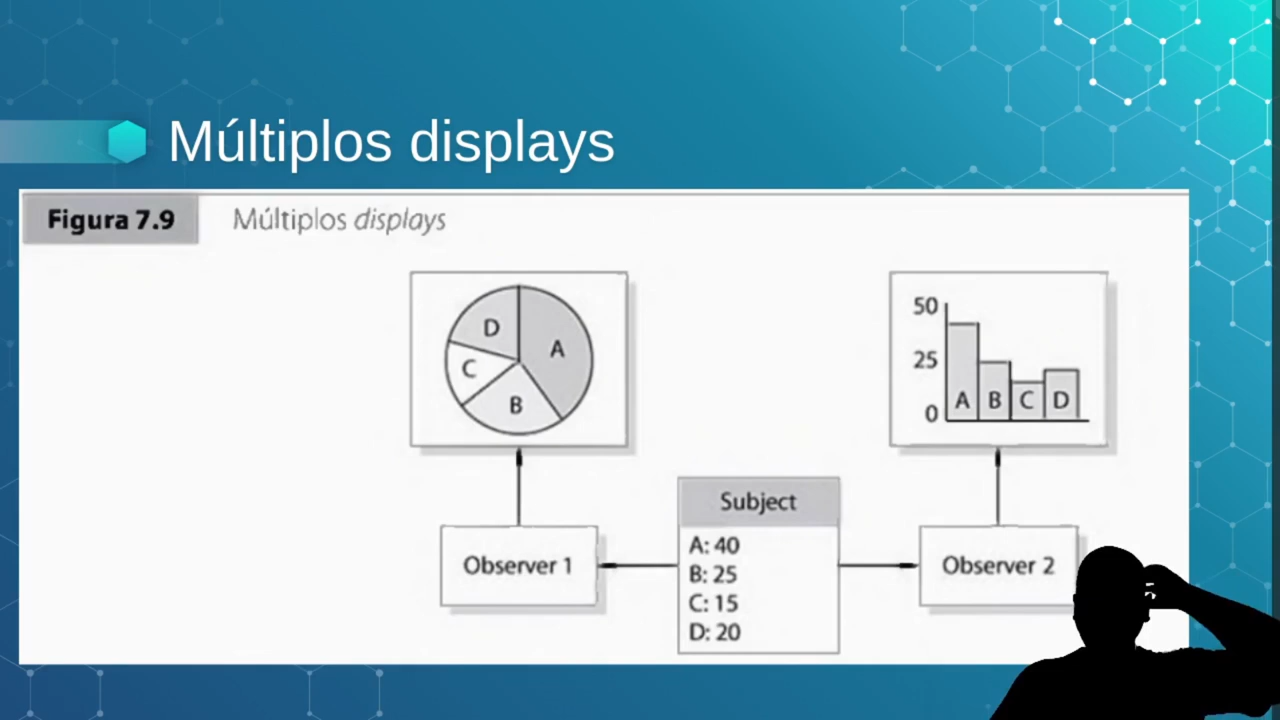 Múltiplos displays
Figura 7.9 Múltiplos displays
D
A
C
B
50
25
0
A B C D
Subject
A: 40
B: 25
C: 15
D: 20
Observer 1
Observer 2